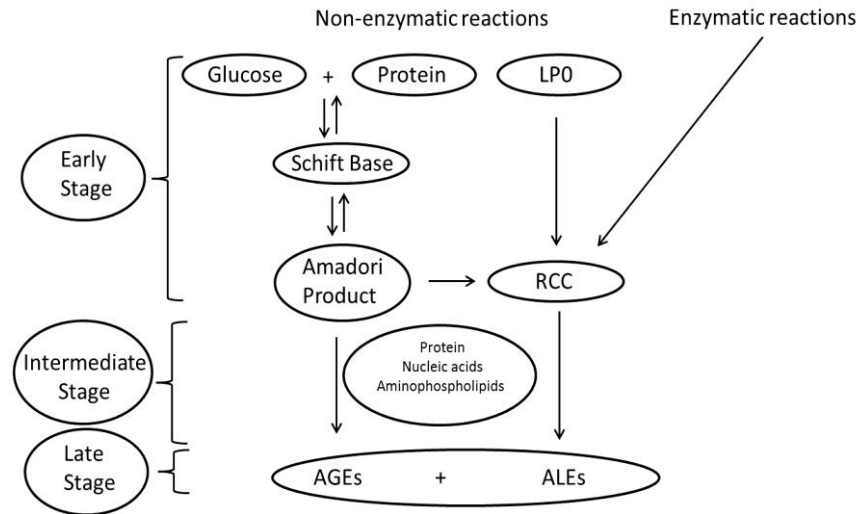 Non-enzymatic reactions
Enzymatic reactions
Glucose + Protein LP0
Early
Stage
Schift Base
Amadori
Product
RCC
Intermediate
Stage
Protein
Nucleic acids
Aminophospholipids
Late
Stage
AGEs + ALEs